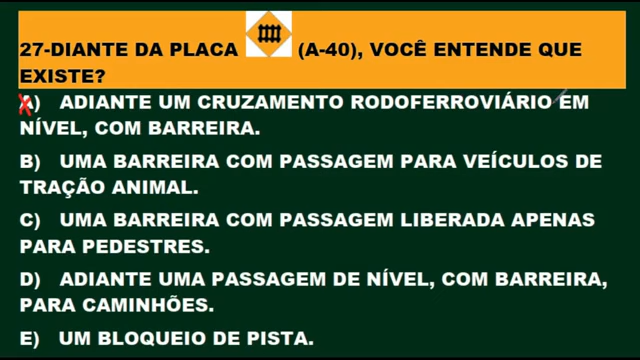 27-DIANTE DA PLACA (A-40), VOCÊ ENTENDE QUE
EXISTE?
A) ADIANTE UM CRUZAMENTO RODOFERROVIÁRIO EM
NÍVEL, COM BARREIRA.
B) UMA BARREIRA COM PASSAGEM PARA VEÍCULOS DE
TRAÇÃO ANIMAL.
C) UMA BARREIRA COM PASSAGEM LIBERADA APENAS
PARA PEDESTRES.
D) ADIANTE UMA PASSAGEM DE NÍVEL, COM BARREIRA,
PARA CAMINHÕES.
E) UM BLOQUEIO DE PISTA.